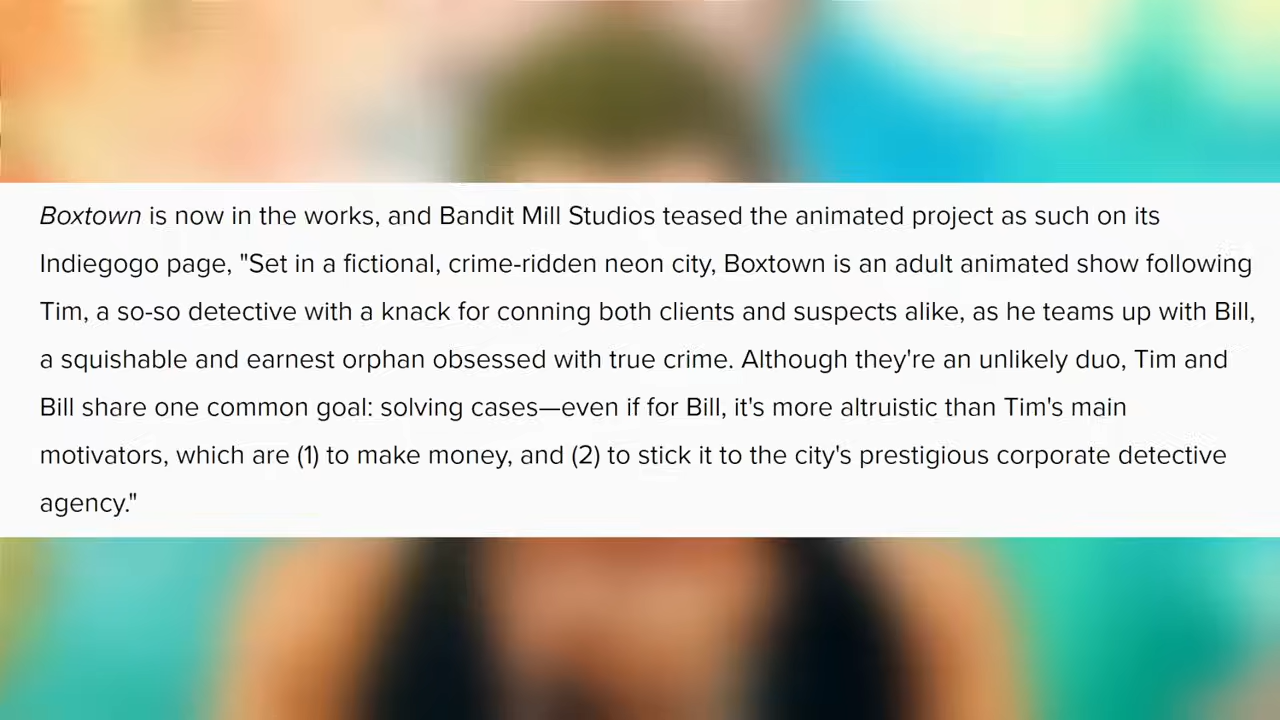 Boxtown is now in the works, and Bandit Mill Studios teased the animated project as such on its
Indiegogo page, "Set in a fictional, crime-ridden neon city, Boxtown is an adult animated show following
Tim, a so-so detective with a knack for conning both clients and suspects alike, as he teams up with Bill,
a squishable and earnest orphan obsessed with true crime. Although they're an unlikely duo, Tim and
Bill share one common goal: solving cases—even if for Bill, it's more altruistic than Tim's main
motivators, which are (1) to make money, and (2) to stick it to the city's prestigious corporate detective
agency."